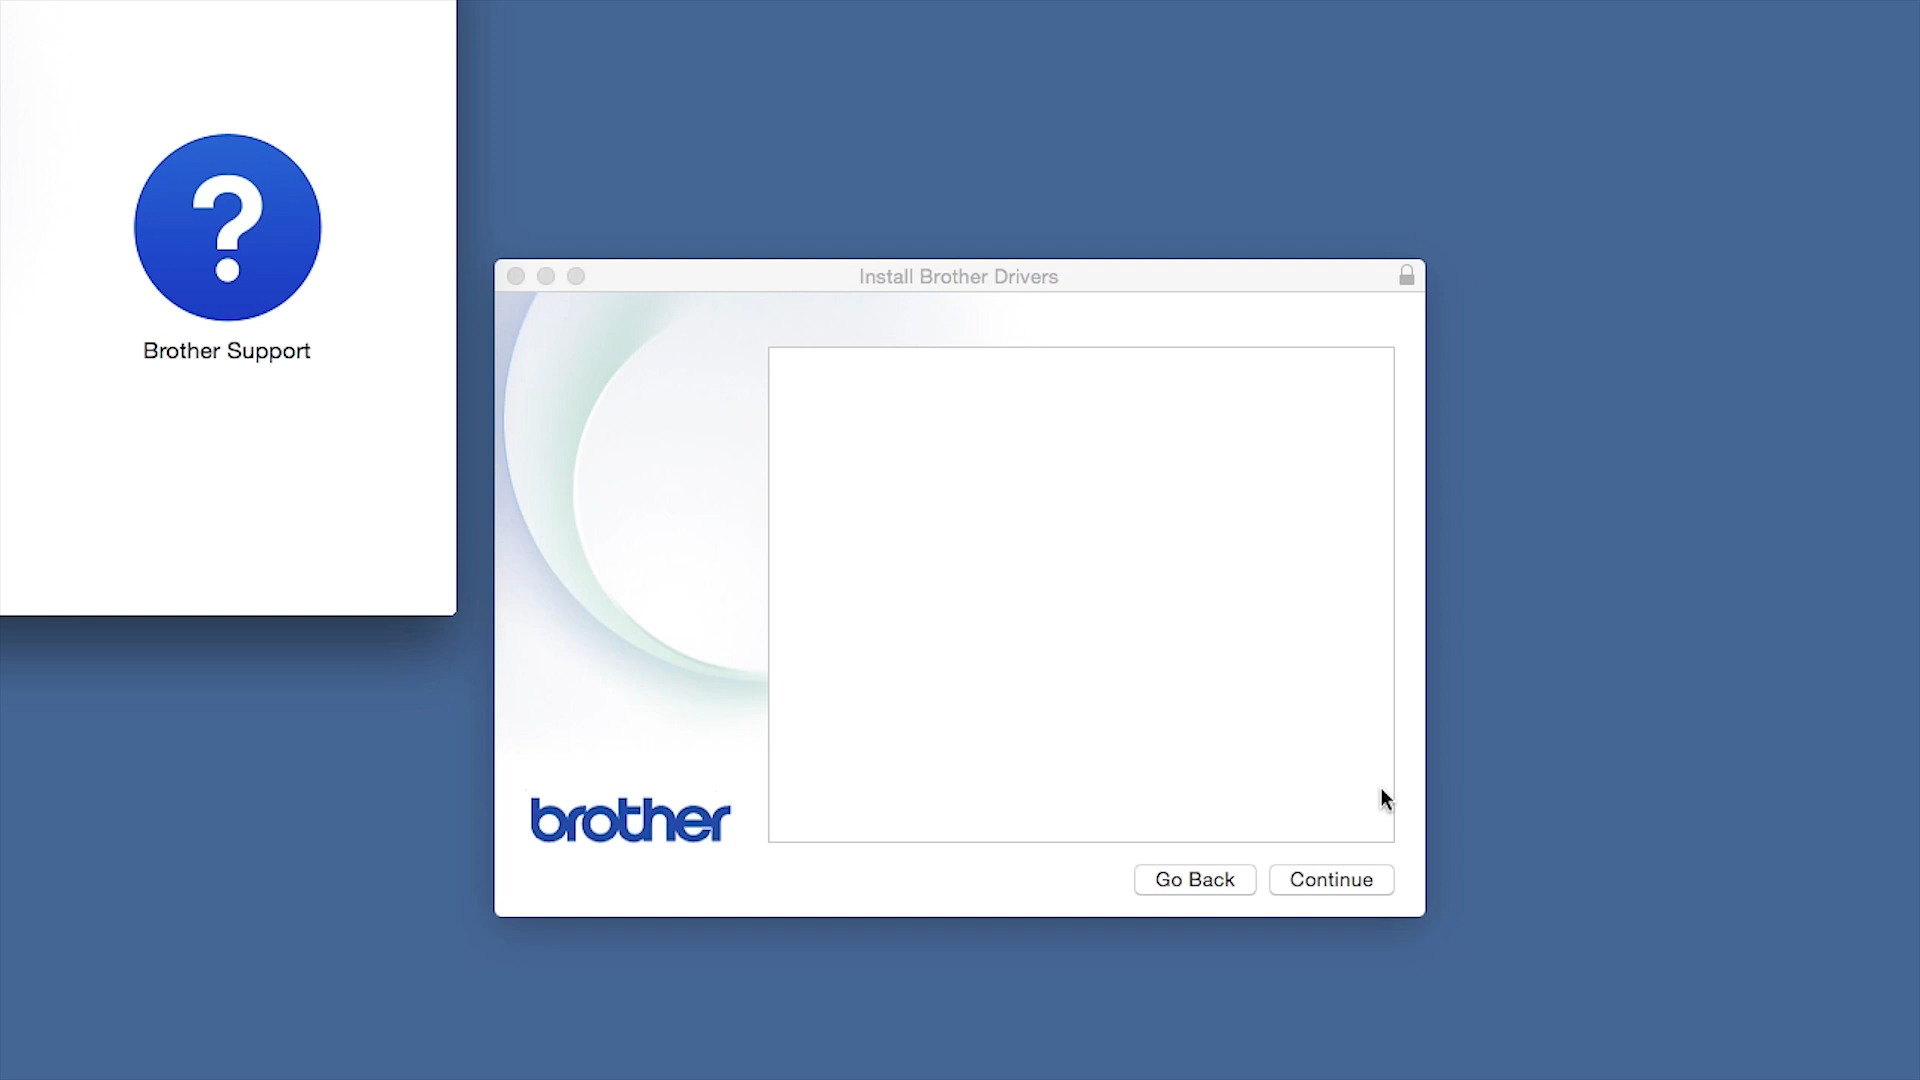 Brother Support
Install Brother Drivers
brother
Go Back
Continue